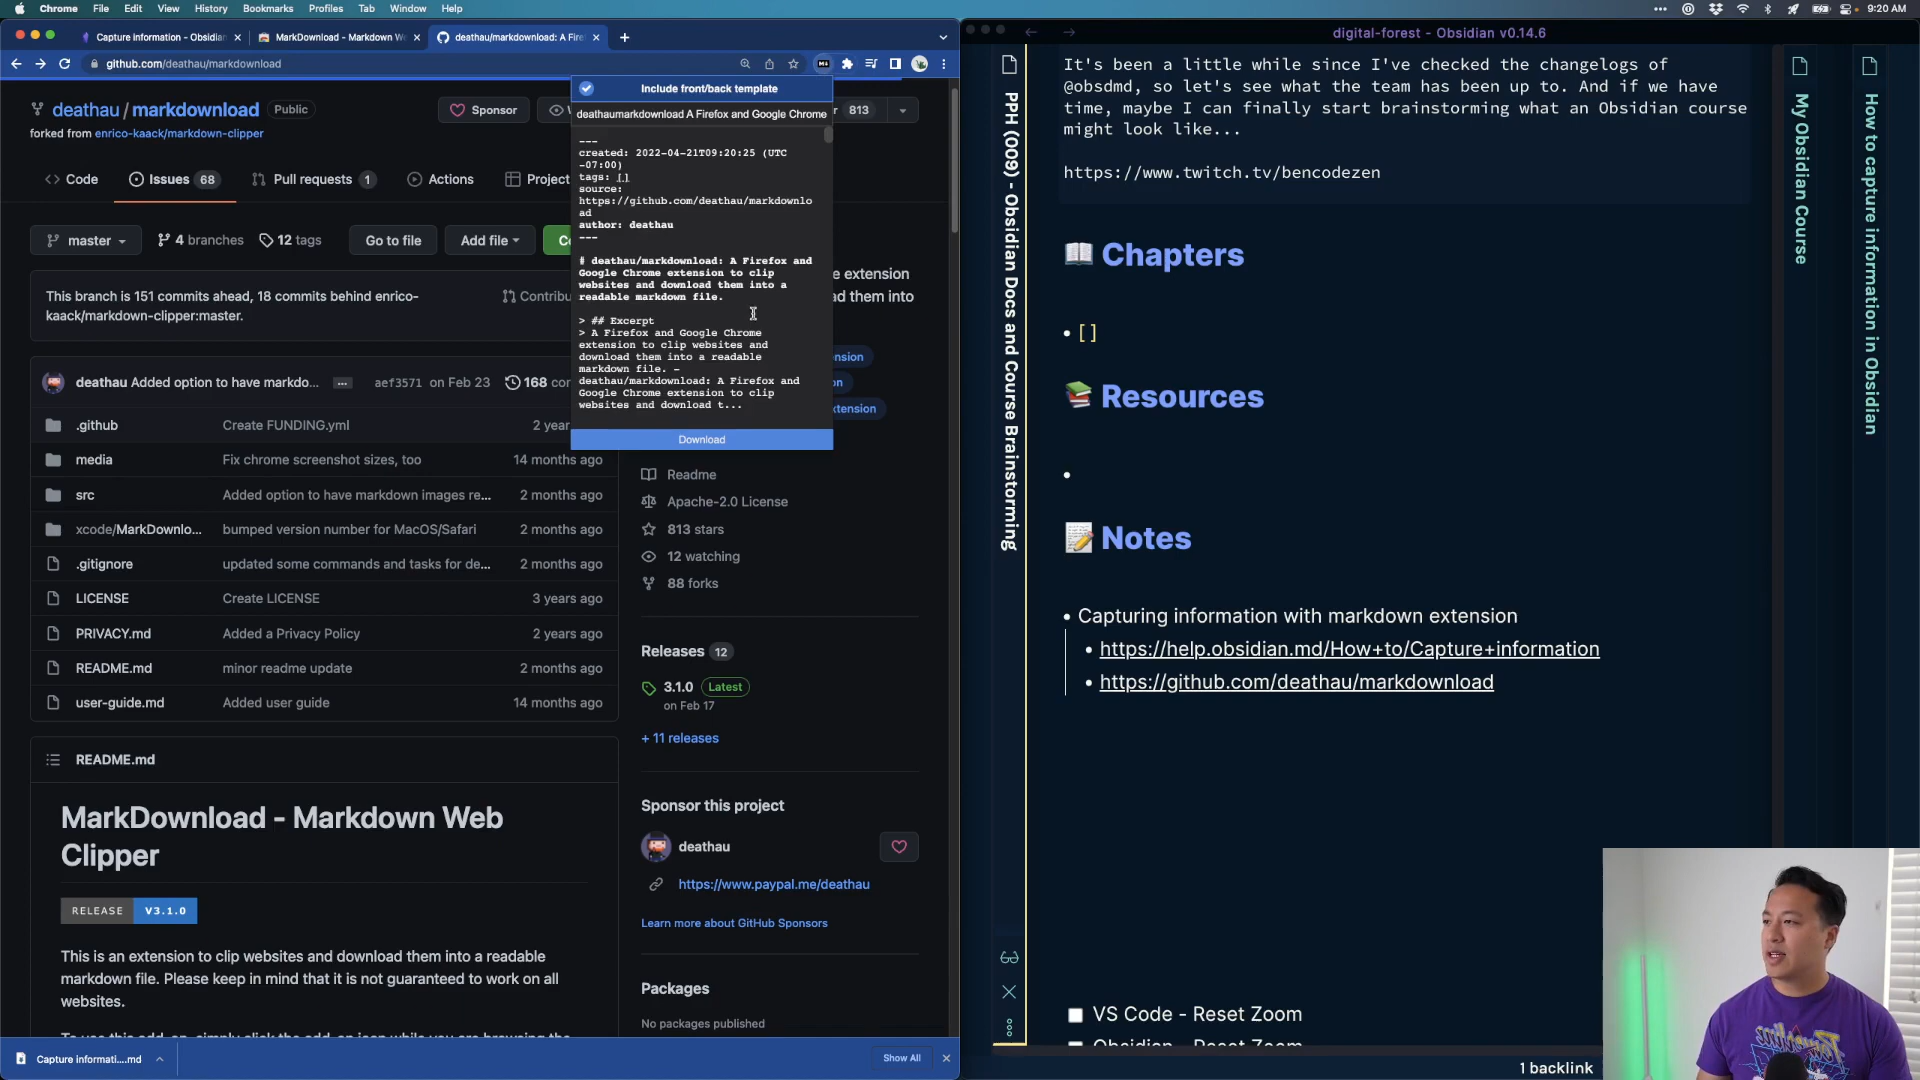 Chrome File Edit View History Bookmarks Profiles Tab Window Help
9:20 AM
Capture information - Obsidian
MarkDownload - Markdown W
deathau/markdownload: A Fire
github.com/deathau/markdownload
deathau / markdownload Public
forked from enrico-kaack/markdown-clipper
Sponsor
813
Code
Issues 68
Pull requests 1
Actions
Project
master
4 branches
12 tags
Go to file
Add file
This branch is 151 commits ahead, 18 commits behind enrico-
kaack/markdown-clipper:master.
Contribu
deathau Added option to have markdo... ... aef3571 on Feb 23 168
.github Create FUNDING.yml
media Fix chrome screenshot sizes, too 14 months ago
src Added option to have markdown images re... 2 months ago
xcode/MarkDownlo... bumped version number for MacOS/Safari 2 months ago
.gitignore updated some commands and tasks for de... 2 months ago
LICENSE Create LICENSE 3 years ago
PRIVACY.md Added a Privacy Policy 2 years ago
README.md minor readme update 2 months ago
user-guide.md Added user guide 14 months ago
README.md
MarkDownload - Markdown Web
Clipper
RELEASE V3.1.0
This is an extension to clip websites and download them into a readable
markdown file. Please keep in mind that it is not guaranteed to work on all
websites.
Include front/back template
deathaumarkdownload A Firefox and Google Chrome
---
created: 2022-04-21T09:20:25 (UTC
-07:00)
tags: []
source:
https://github.com/deathau/markdownlo
ad
author: deathau
---
# deathau/markdownload: A Firefox and
Google Chrome extension to clip
websites and download them into a
readable markdown file.
> ## Excerpt
> A Firefox and Google Chrome
extension to clip websites and
download them into a readable
markdown file. -
deathau/markdownload: A Firefox and
Google Chrome extension to clip
websites and download t...
Download
e extension
ad them into
Readme
Apache-2.0 License
813 stars
12 watching
88 forks
Releases 12
3.1.0 Latest
on Feb 17
+ 11 releases
Sponsor this project
deathau
https://www.paypal.me/deathau
Learn more about GitHub Sponsors
Packages
No packages published
Capture informati....md
Show All
digital-forest - Obsidian v0.14.6
PPH (009) - Obsidian Docs and Course Brainstorming
It's been a little while since I've checked the changelogs of
@obsdmd, so let's see what the team has been up to. And if we have
time, maybe I can finally start brainstorming what an Obsidian course
might look like...
https://www.twitch.tv/bencodezen
📖 Chapters
• []
📚 Resources
•
📝 Notes
• Capturing information with markdown extension
• https://help.obsidian.md/How+to/Capture+information
• https://github.com/deathau/markdownload
VS Code - Reset Zoom
Obsidian - Reset Zoom
1 backlink
My Obsidian Course
How to capture information in Obsidian